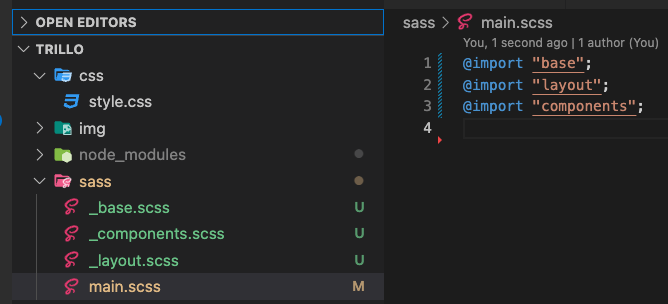 OPEN EDITORS
TRILLO
css
style.css
img
node_modules
sass
_base.scss U
_components.scss U
_layout.scss U
main.scss M
sass > main.scss
You, 1 second ago | 1 author (You)
1 @import "base";
2 @import "layout";
3 @import "components";
4